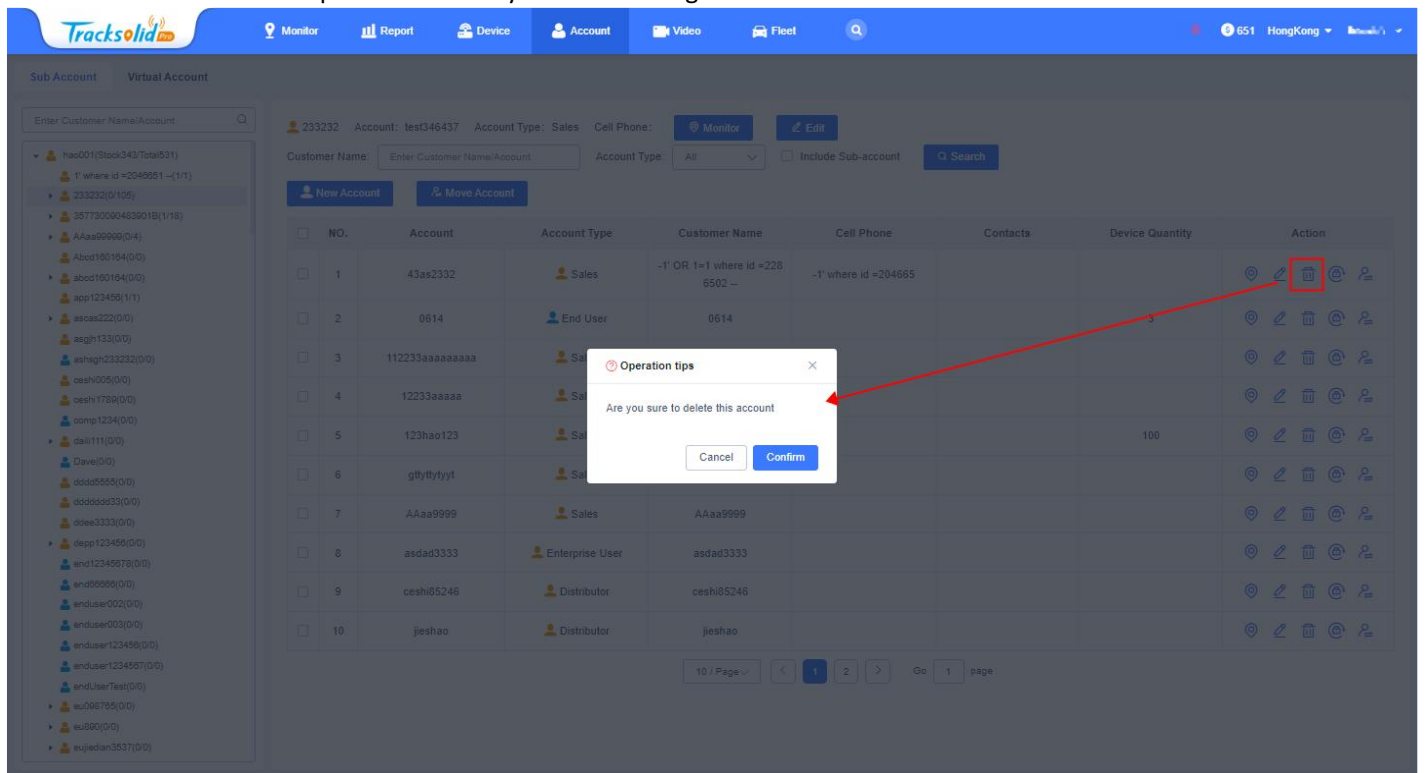 Tracksolid Pro
Monitor Report Device Account Video Fleet 651 HongKong
Sub Account Virtual Account
Enter Customer Name/Account
hao001(Stock343/Total531)
1' where id =2046651 --(1/1)
233232(0/105)
357730090483901B(1/18)
AAaa99999(0/4)
Abcd160164(0/0)
abcd160164(0/0)
app123456(1/1)
ascas222(0/0)
asgjh133(0/0)
ashsgh233232(0/0)
ceshi005(0/0)
ceshi1789(0/0)
comp1234(0/0)
daili111(0/0)
Dave(0/0)
dddd5555(0/0)
ddddddd33(0/0)
ddee3333(0/0)
depp123456(0/0)
end12345678(0/0)
end66666(0/0)
enduser002(0/0)
enduser003(0/0)
enduser123456(0/0)
enduser1234567(0/0)
endUserTest(0/0)
eu098765(0/0)
eu890(0/0)
eujiedian3537(0/0)
233232 Account: test346437 Account Type: Sales Cell Phone: Monitor Edit
Customer Name: Enter Customer Name/Account Account Type: All Include Sub-account Search
New Account Move Account
NO. Account Account Type Customer Name Cell Phone Contacts Device Quantity Action
1 43as2332 Sales -1' OR 1=1 where id =228 -1' where id =204665
6502 --
2 0614 End User 0614 3
3 112233aaaaaaaaa Sal
4 12233aaaaa Sal
5 123hao123 Sal 100
6 gttyttytyyt Sal
7 AAaa9999 Sales AAaa9999
8 asdad3333 Enterprise User asdad3333
9 ceshi85246 Distributor ceshi85246
10 jieshao Distributor jieshao
Operation tips
Are you sure to delete this account
Cancel Confirm
10 / Page 1 2 Go 1 page